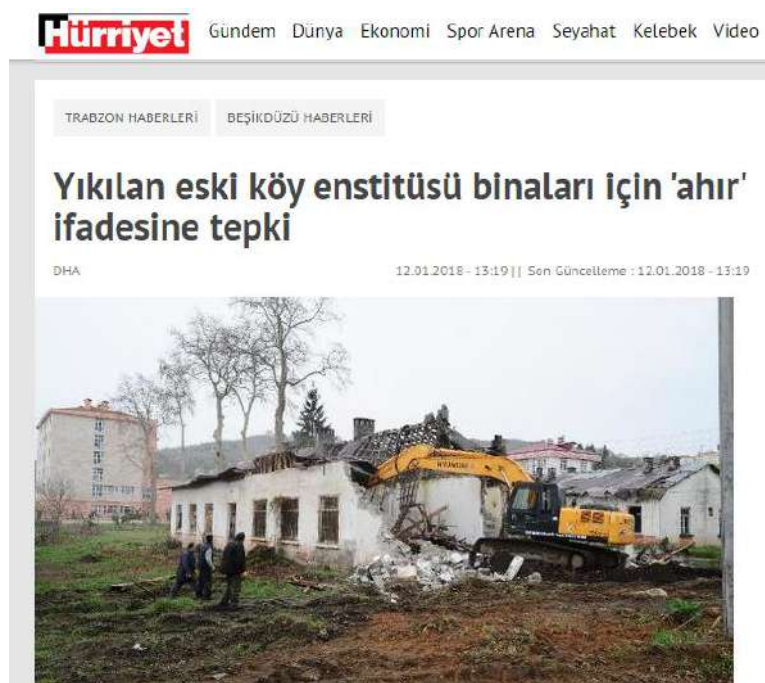 Hürriyet Gündem Dünya Ekonomi Spor Arena Seyahat Kelebek Video
TRABZON HABERLERİ BEŞİKDÜZÜ HABERLERİ
Yıkılan eski köy enstitüsü binaları için 'ahır'
ifadesine tepki
DHA 12.01.2018 - 13:19 || Son Güncelleme : 12.01.2018 - 13:19
HYUNDAI